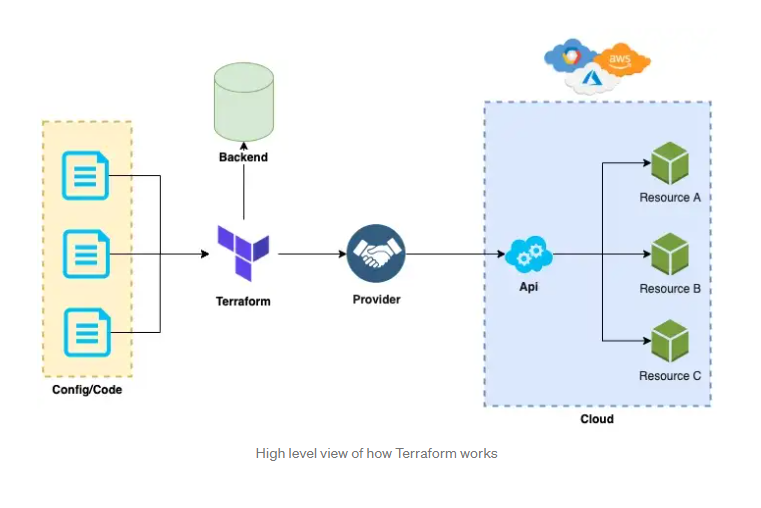 aws
Backend
Resource A
Terraform
Provider
Api
Resource B
Resource C
Config/Code
Cloud
High level view of how Terraform works